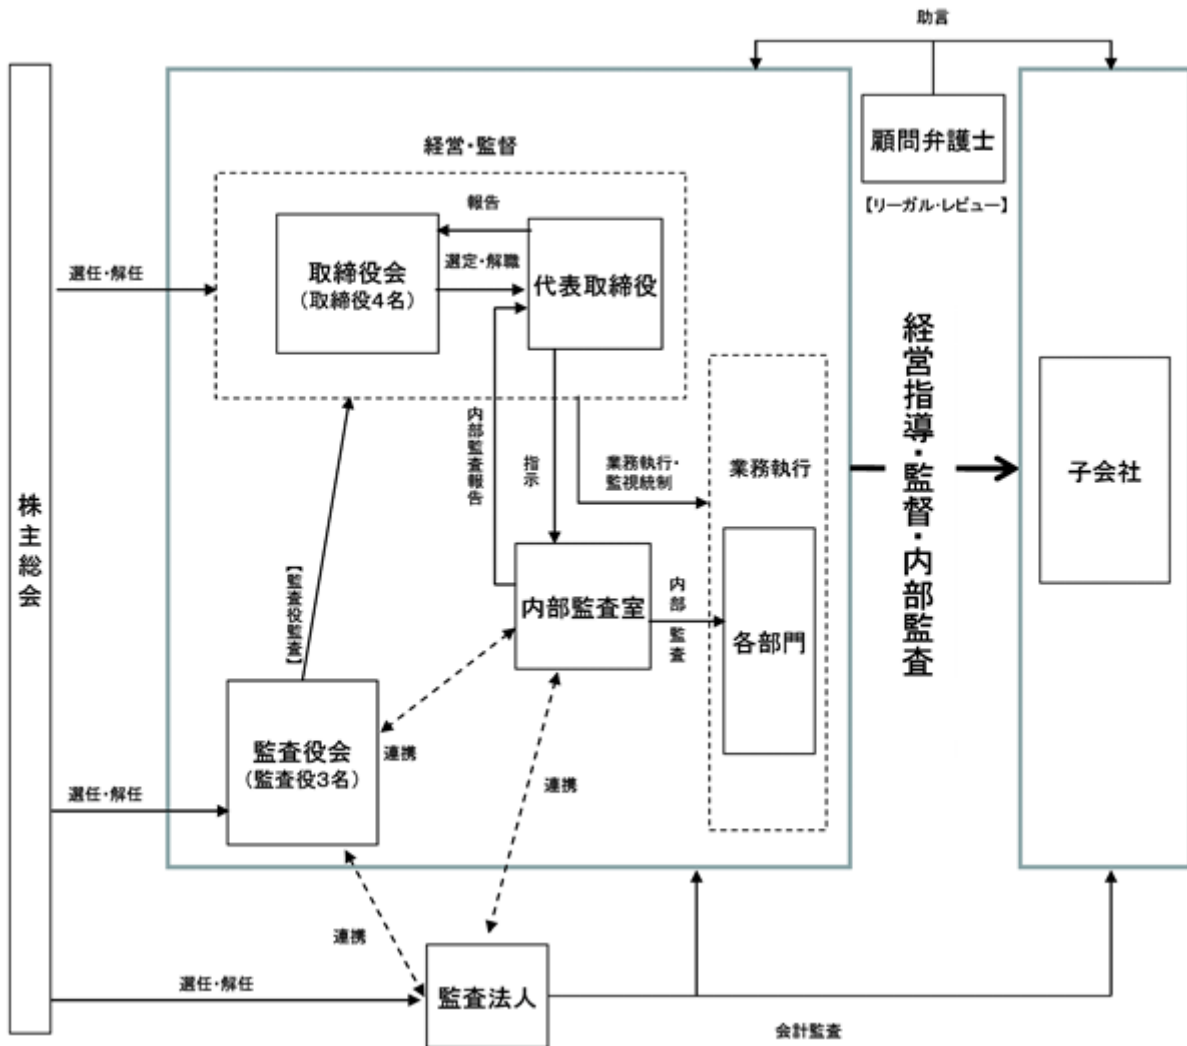 助言
顧問弁護士
【リーガル・レビュー】
経営・監督
報告
取締役会
（取締役4名）
選定・解職
代表取締役
選任・解任
株主総会
内部監査報告
指示
業務執行・
監視統制
業務執行
経営指導・監督・内部監査
子会社
【監査役監査】
内部監査室
内部
監査
各部門
監査役会
（監査役3名）
連携
選任・解任
連携
連携
選任・解任
監査法人
会計監査